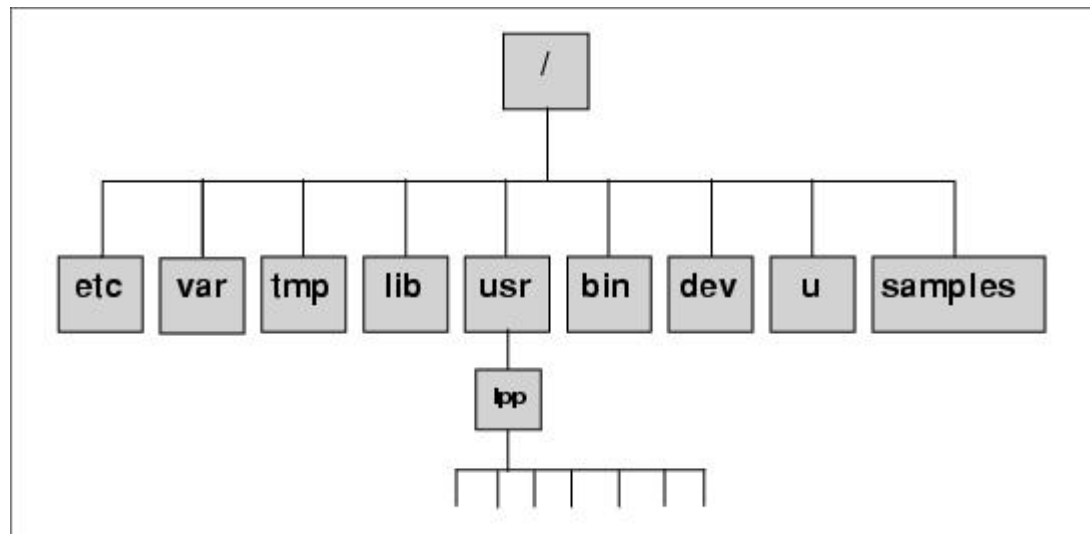 /
etc var tmp lib usr bin dev u samples
lpp